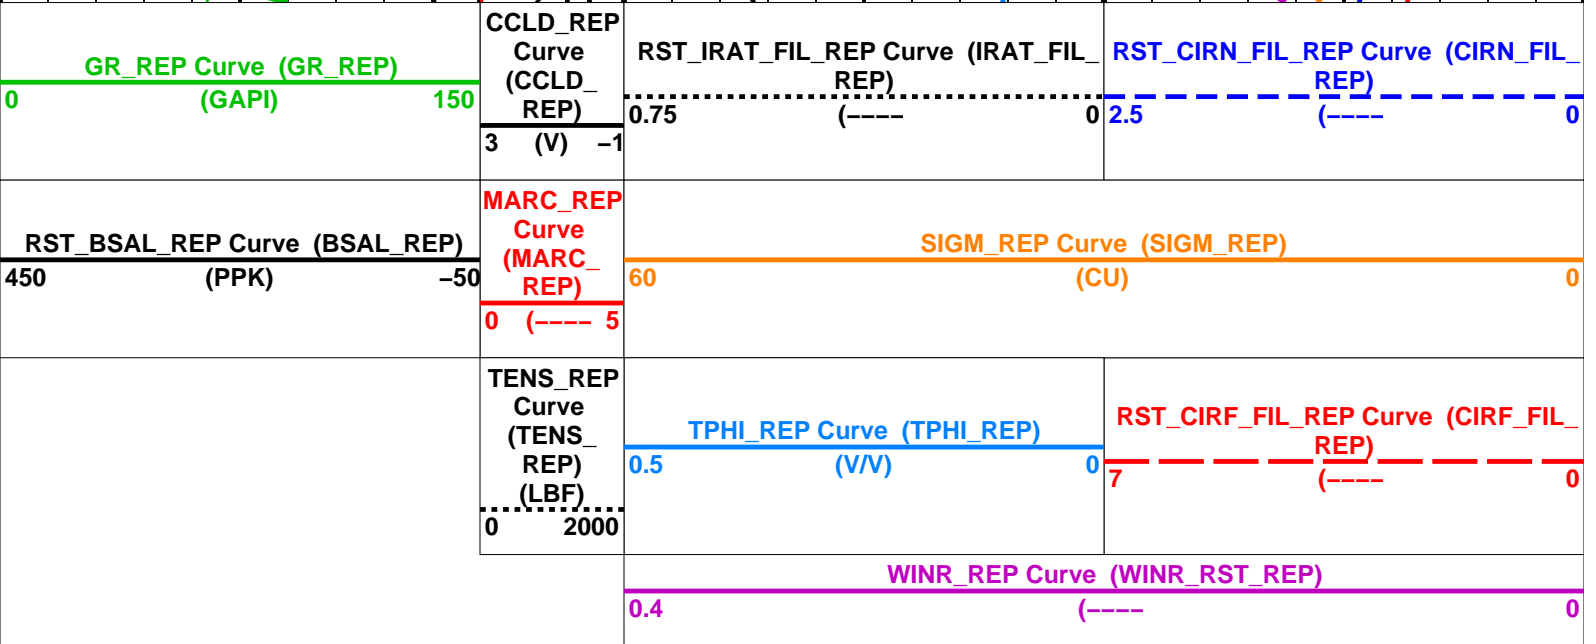 GR_REP Curve (GR_REP)
0 (GAPI) 150
CCLD_REP
Curve
(CCLD_
REP)
3 (V) –1
RST_IRAT_FIL_REP Curve (IRAT_FIL_
REP)
0.75 (–––– 0
RST_CIRN_FIL_REP Curve (CIRN_FIL_
REP)
2.5 (–––– 0
RST_BSAL_REP Curve (BSAL_REP)
450 (PPK) –50
MARC_REP
Curve
(MARC_
REP)
0 (–––– 5
SIGM_REP Curve (SIGM_REP)
60 (CU) 0
TENS_REP
Curve
(TENS_
REP)
(LBF)
0 2000
TPHI_REP Curve (TPHI_REP)
0.5 (V/V) 0
RST_CIRF_FIL_REP Curve (CIRF_FIL_
REP)
7 (–––– 0
WINR_REP Curve (WINR_RST_REP)
0.4 (–––– 0